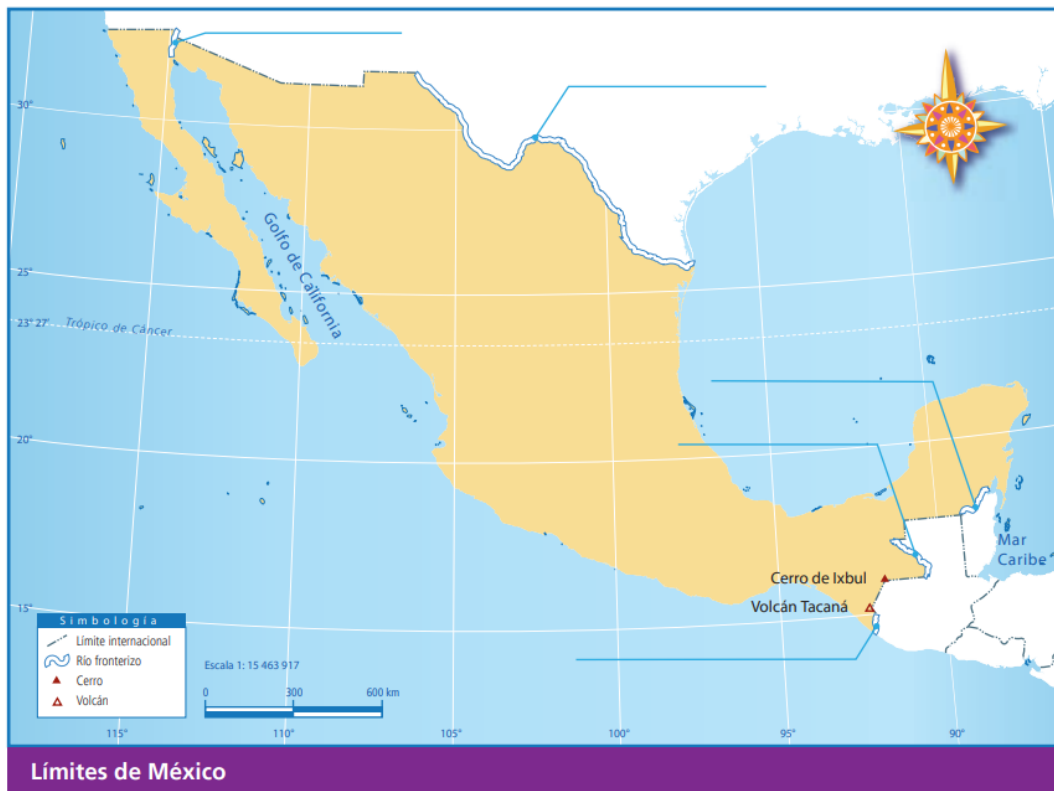 30°
25°
23° 27'
Trópico de Cáncer
20°
15°
Golfo de California
Mar
Caribe
Cerro de Ixbul
Volcán Tacaná
Simbología
Límite internacional
Río fronterizo
Cerro
Volcán
Escala 1: 15 463 917
0 300 600 km
115° 110° 105° 100° 95° 90°
Límites de México